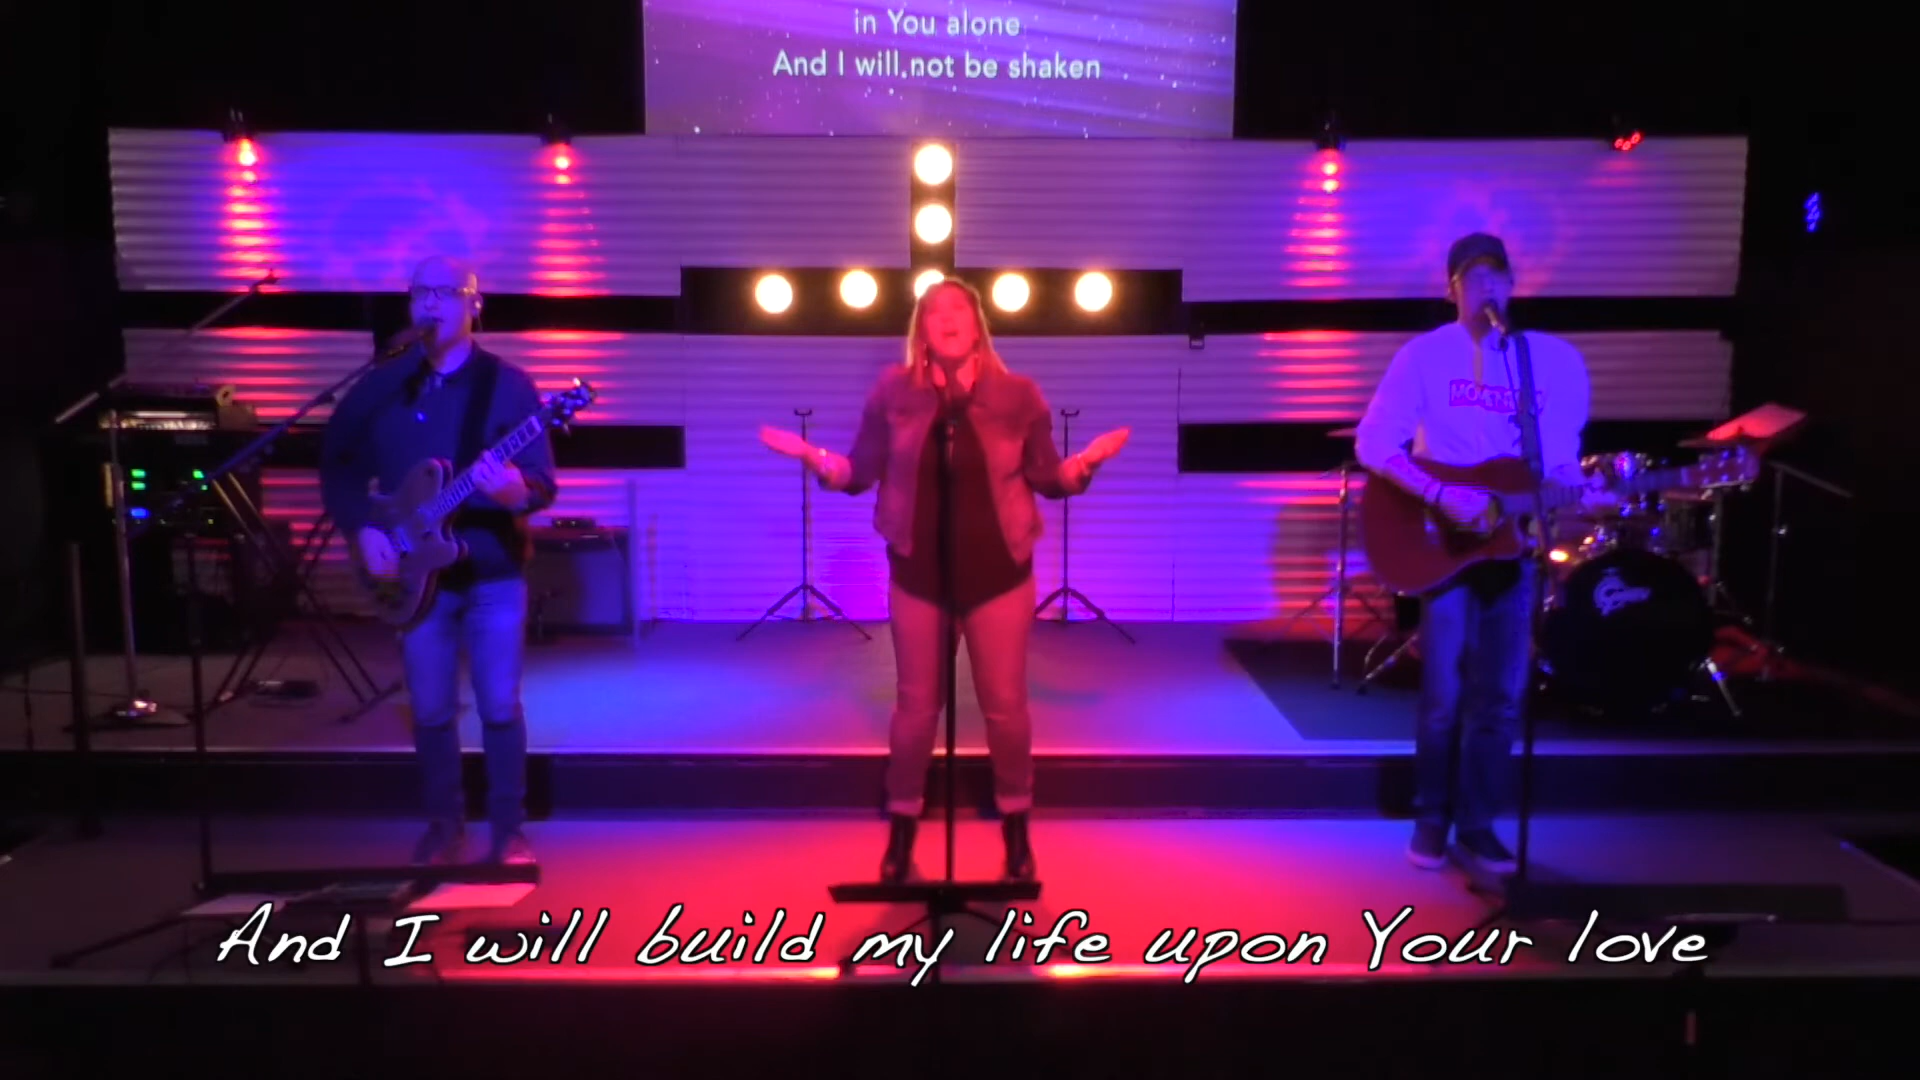 in You alone
And I will not be shaken
And I will build my life upon Your love